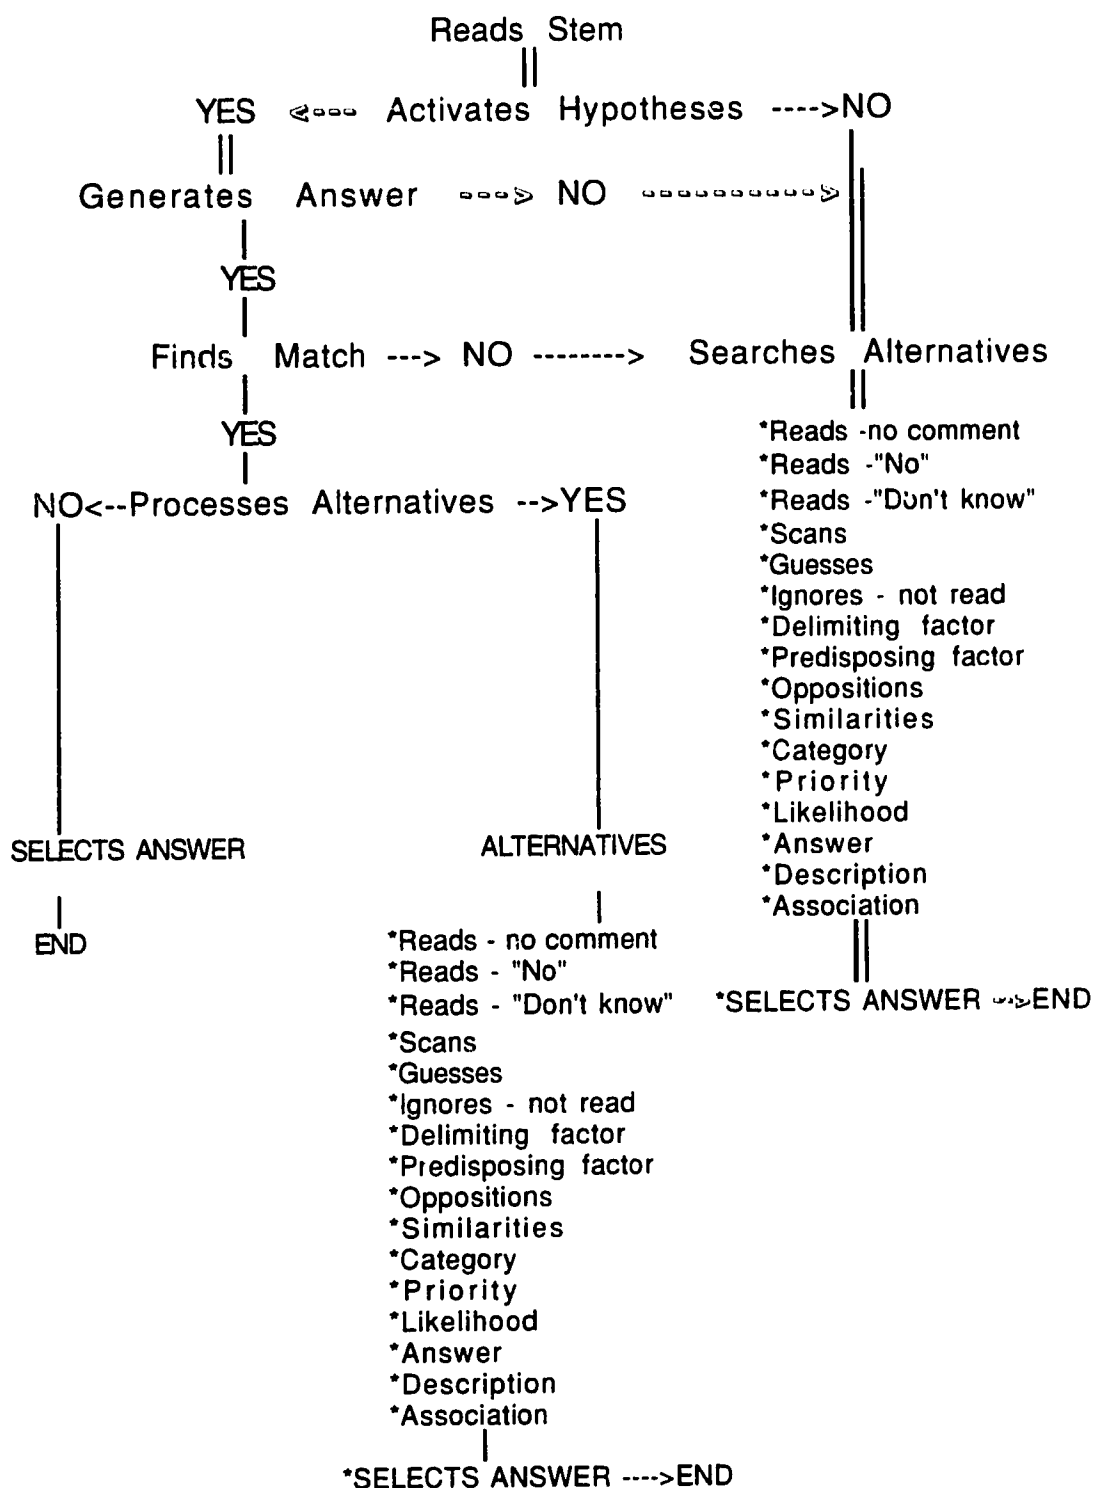 Reads Stem
YES <--- Activates Hypotheses ---->NO
Generates Answer ---> NO ----------->
YES
Finds Match ---> NO --------> Searches Alternatives
YES
NO<--Processes Alternatives -->YES
*Reads -no comment
*Reads -"No"
*Reads -"Don't know"
*Scans
*Guesses
*Ignores - not read
*Delimiting factor
*Predisposing factor
*Oppositions
*Similarities
*Category
*Priority
*Likelihood
*Answer
*Description
*Association
*SELECTS ANSWER --->END
SELECTS ANSWER
END
ALTERNATIVES
*Reads - no comment
*Reads - "No"
*Reads - "Don't know"
*Scans
*Guesses
*Ignores - not read
*Delimiting factor
*Predisposing factor
*Oppositions
*Similarities
*Category
*Priority
*Likelihood
*Answer
*Description
*Association
*SELECTS ANSWER ---->END